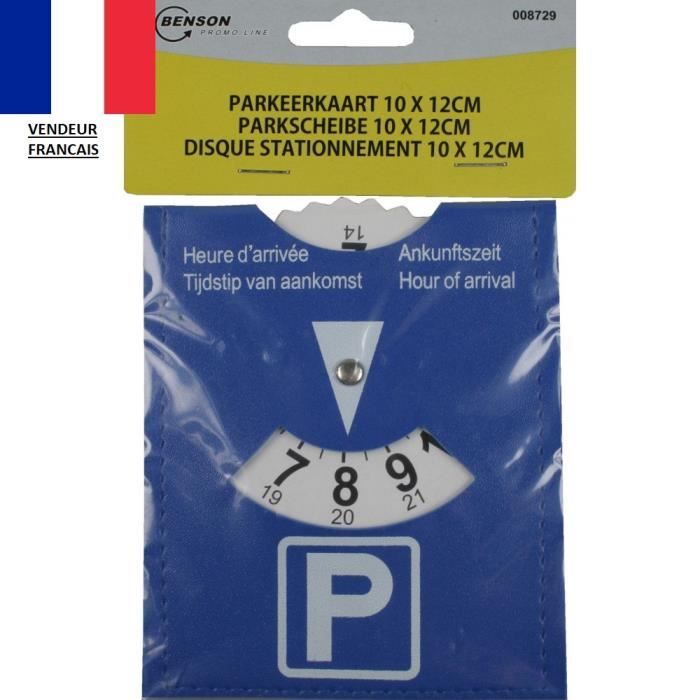 BENSON
PROMO LINE
008729
VENDEUR
FRANCAIS
PARKEERKAART 10 X 12CM
PARKSCHEIBE 10 X 12CM
DISQUE STATIONNEMENT 10 X 12CM
14
Heure d'arrivée
Ankunftszeit
Tijdstip van aankomst
Hour of arrival
7 8 9 1
19 20 21
P